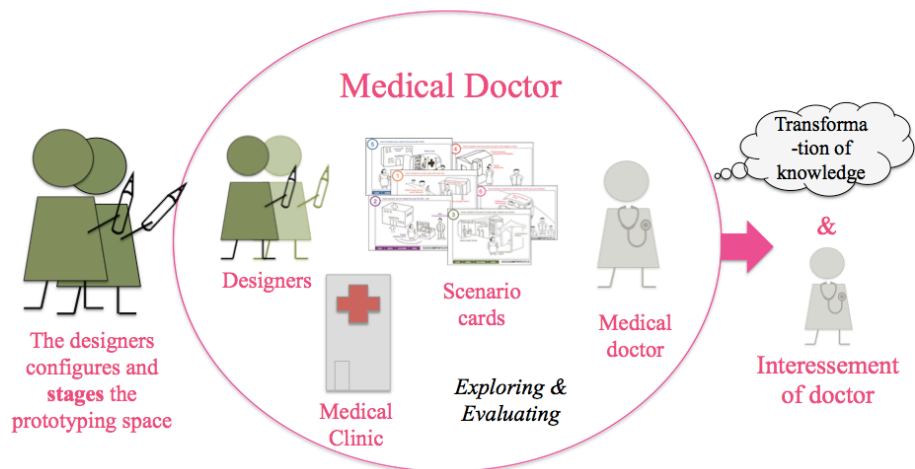 Medical Doctor
The designers
configures and
stages the
prototyping space
Designers
Scenario
cards
Medical
doctor
Medical
Clinic
Exploring &
Evaluating
Transforma
-tion of
knowledge
&
Interessement
of doctor